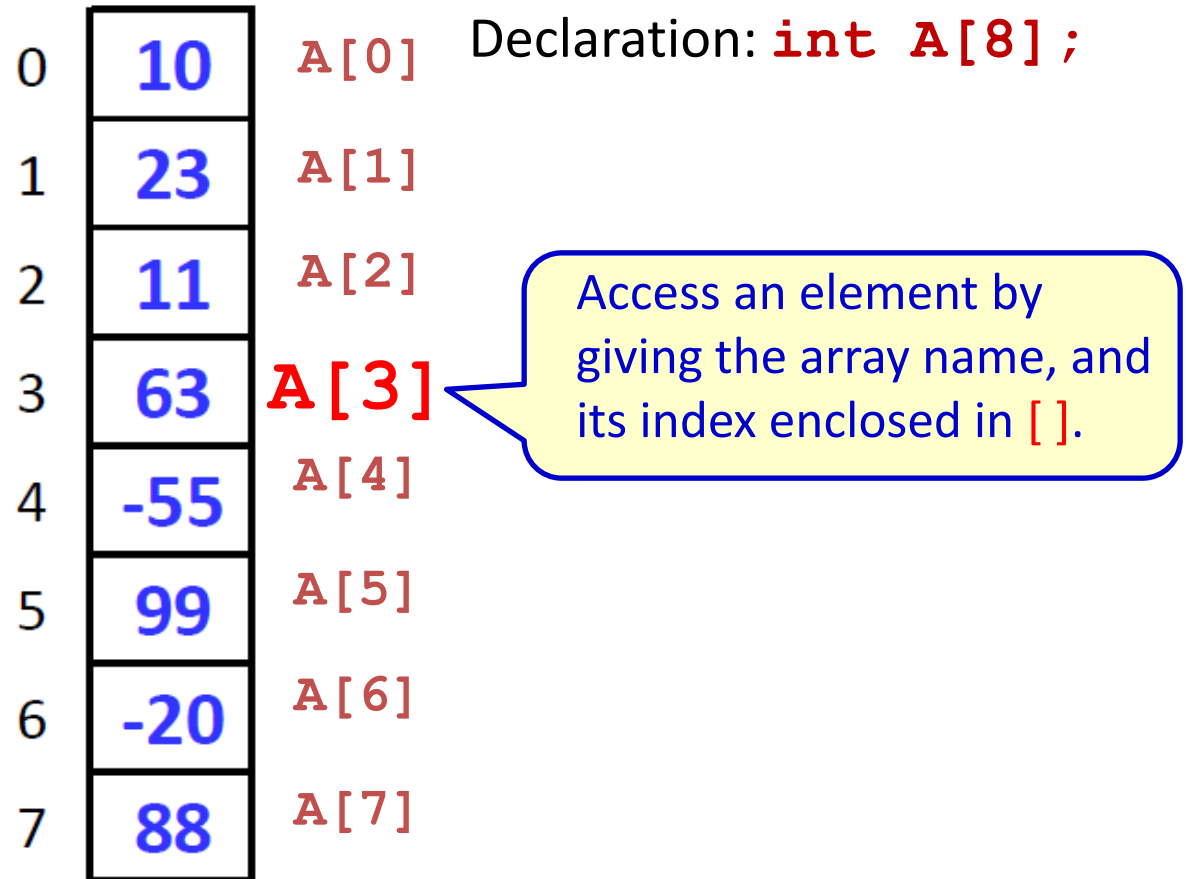 Declaration: int A[8];
0 10 A[0]
1 23 A[1]
2 11 A[2]
3 63 A[3]
4 -55 A[4]
5 99 A[5]
6 -20 A[6]
7 88 A[7]
Access an element by
giving the array name, and
its index enclosed in [ ].